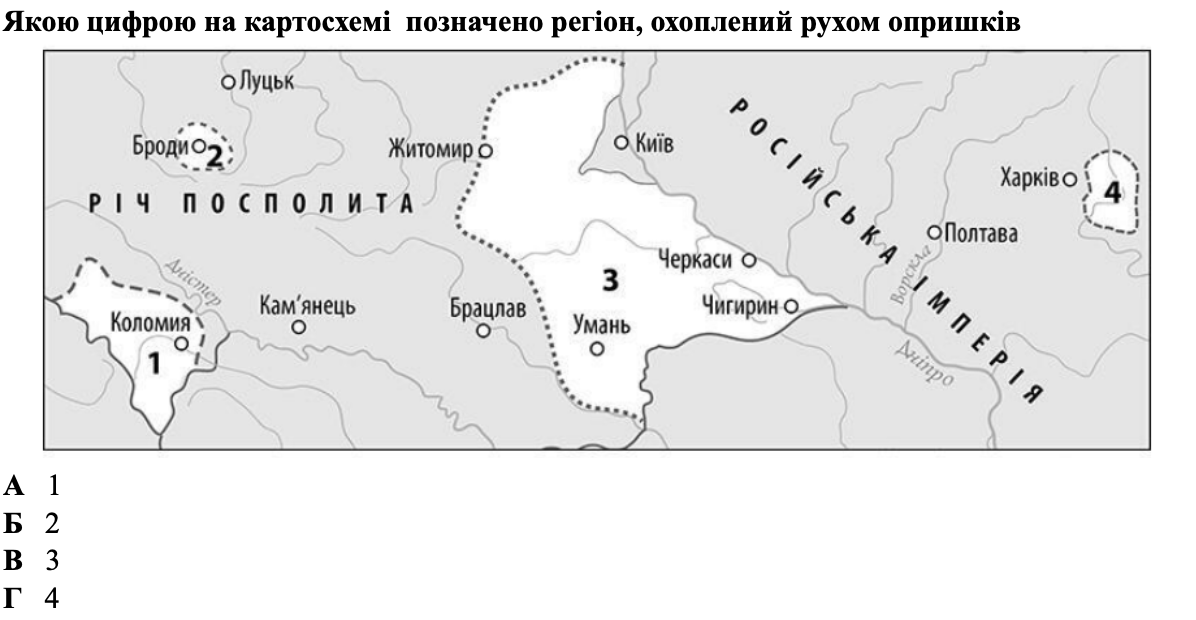 Якою цифрою на картосхемі позначено регіон, охоплений рухом опришків
Луцьк
Броди 2
Житомир
Київ
РОСІЙСЬКА ІМПЕРІЯ
Харків
4
РІЧ ПОСПОЛИТА
Полтава
Ворскла
Черкаси
Дністер
3
Кам'янець
Брацлав
Чигирин
Коломия
Умань
1
Дніпро
А 1
Б 2
В 3
Г 4